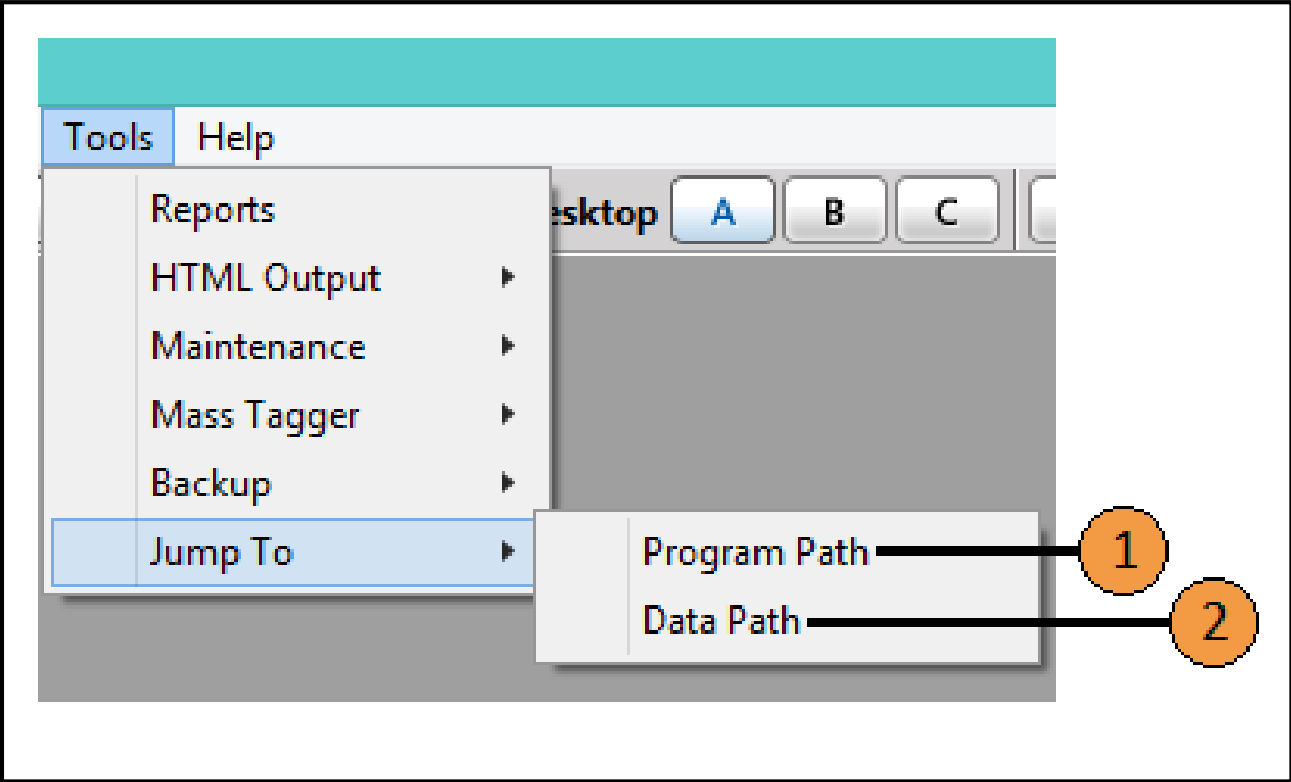 Tools Help
Reports
esktop A B C
HTML Output
Maintenance
Mass Tagger
Backup
Jump To
Program Path 1
Data Path 2